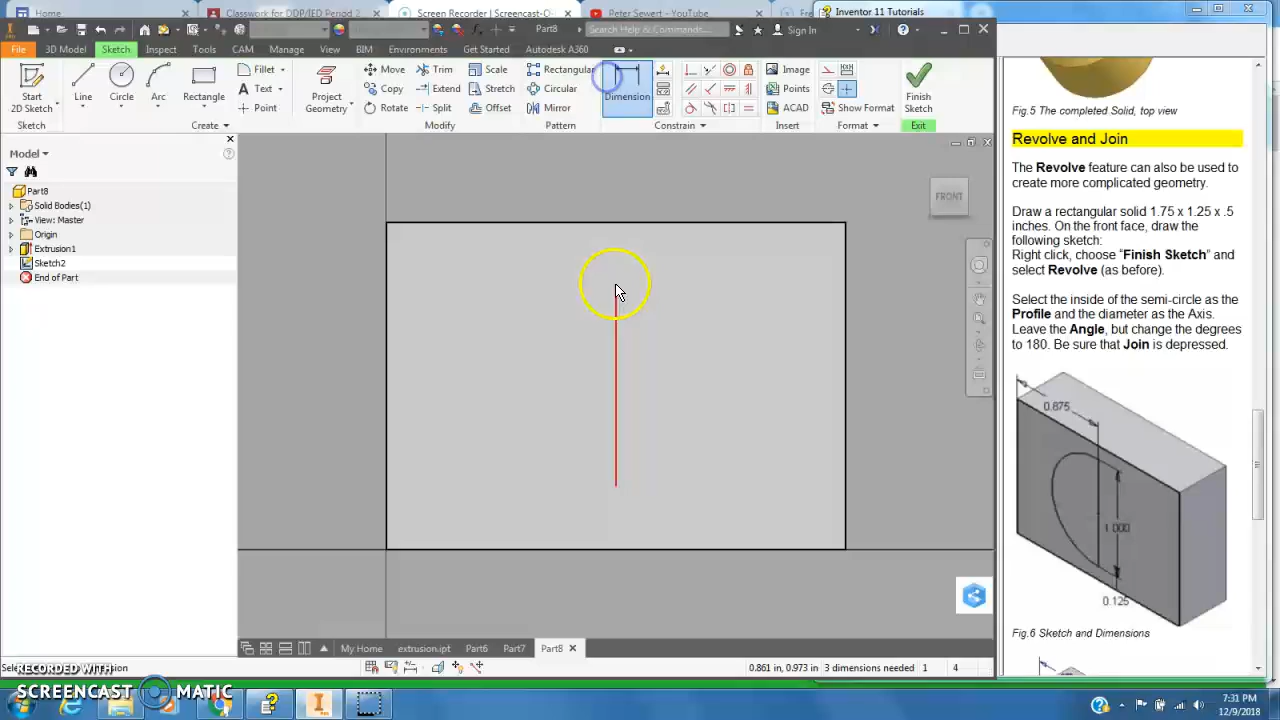 Home
Classwork for DDP/IED Period 2
Screen Recorder | Screencast-O-
Peter Sewert - YouTube
Fre
Inventor 11 Tutorials
Part8
Search Help & Commands...
Sign In
File
3D Model
Sketch
Inspect
Tools
CAM
Manage
View
BIM
Environments
Get Started
Autodesk A360
Start
2D Sketch
Line
Circle
Arc
Rectangle
Fillet
Text
Point
Project
Geometry
Move
Copy
Rotate
Trim
Extend
Split
Scale
Stretch
Offset
Rectangular
Circular
Mirror
Dimension
Image
Points
ACAD
Show Format
Finish
Sketch
Sketch
Create
Modify
Pattern
Constrain
Insert
Format
Exit
Model
Part8
Solid Bodies(1)
View: Master
Origin
Extrusion1
Sketch2
End of Part
FRONT
Fig.5 The completed Solid, top view
Revolve and Join
The Revolve feature can also be used to
create more complicated geometry.
Draw a rectangular solid 1.75 x 1.25 x .5
inches. On the front face, draw the
following sketch:
Right click, choose "Finish Sketch" and
select Revolve (as before).
Select the inside of the semi-circle as the
Profile and the diameter as the Axis.
Leave the Angle, but change the degrees
to 180. Be sure that Join is depressed.
0.875
1.000
0.125
Fig.6 Sketch and Dimensions
My Home
extrusion.ipt
Part6
Part7
Part8
0.861 in, 0.973 in
3 dimensions needed
1
4
RECORDED WITH
SCREENCAST MATIC
7:31 PM
12/9/2018